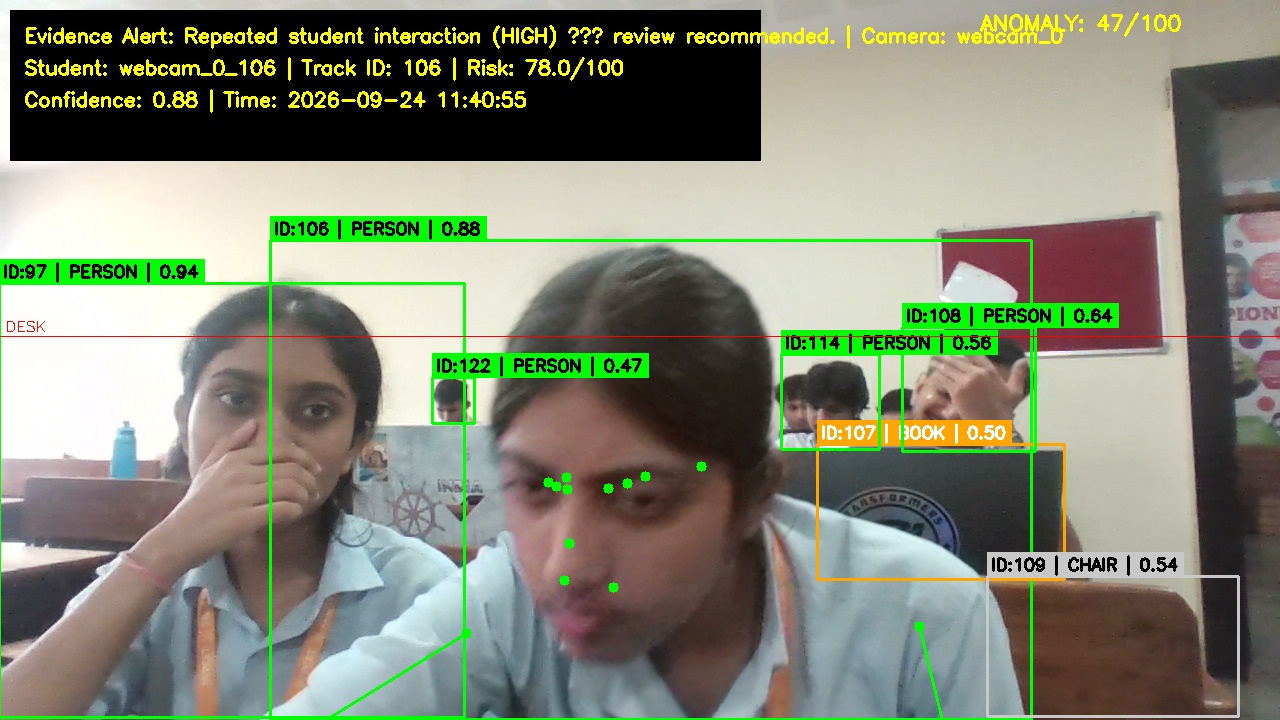 ANOMALY: 47/100
Evidence Alert: Repeated student interaction (HIGH) ??? review recommended. | Camera: webcam_0
Student: webcam_0_106 | Track ID: 106 | Risk: 78.0/100
Confidence: 0.88 | Time: 2026-09-24 11:40:55
ID:106 | PERSON | 0.88
ID:97 | PERSON | 0.94
DESK
ID:108 | PERSON | 0.64
ID:114 | PERSON | 0.56
ID:122 | PERSON | 0.47
ID:107 | BOOK | 0.50
INDIA
TRANSFORMERS
ID:109 | CHAIR | 0.54